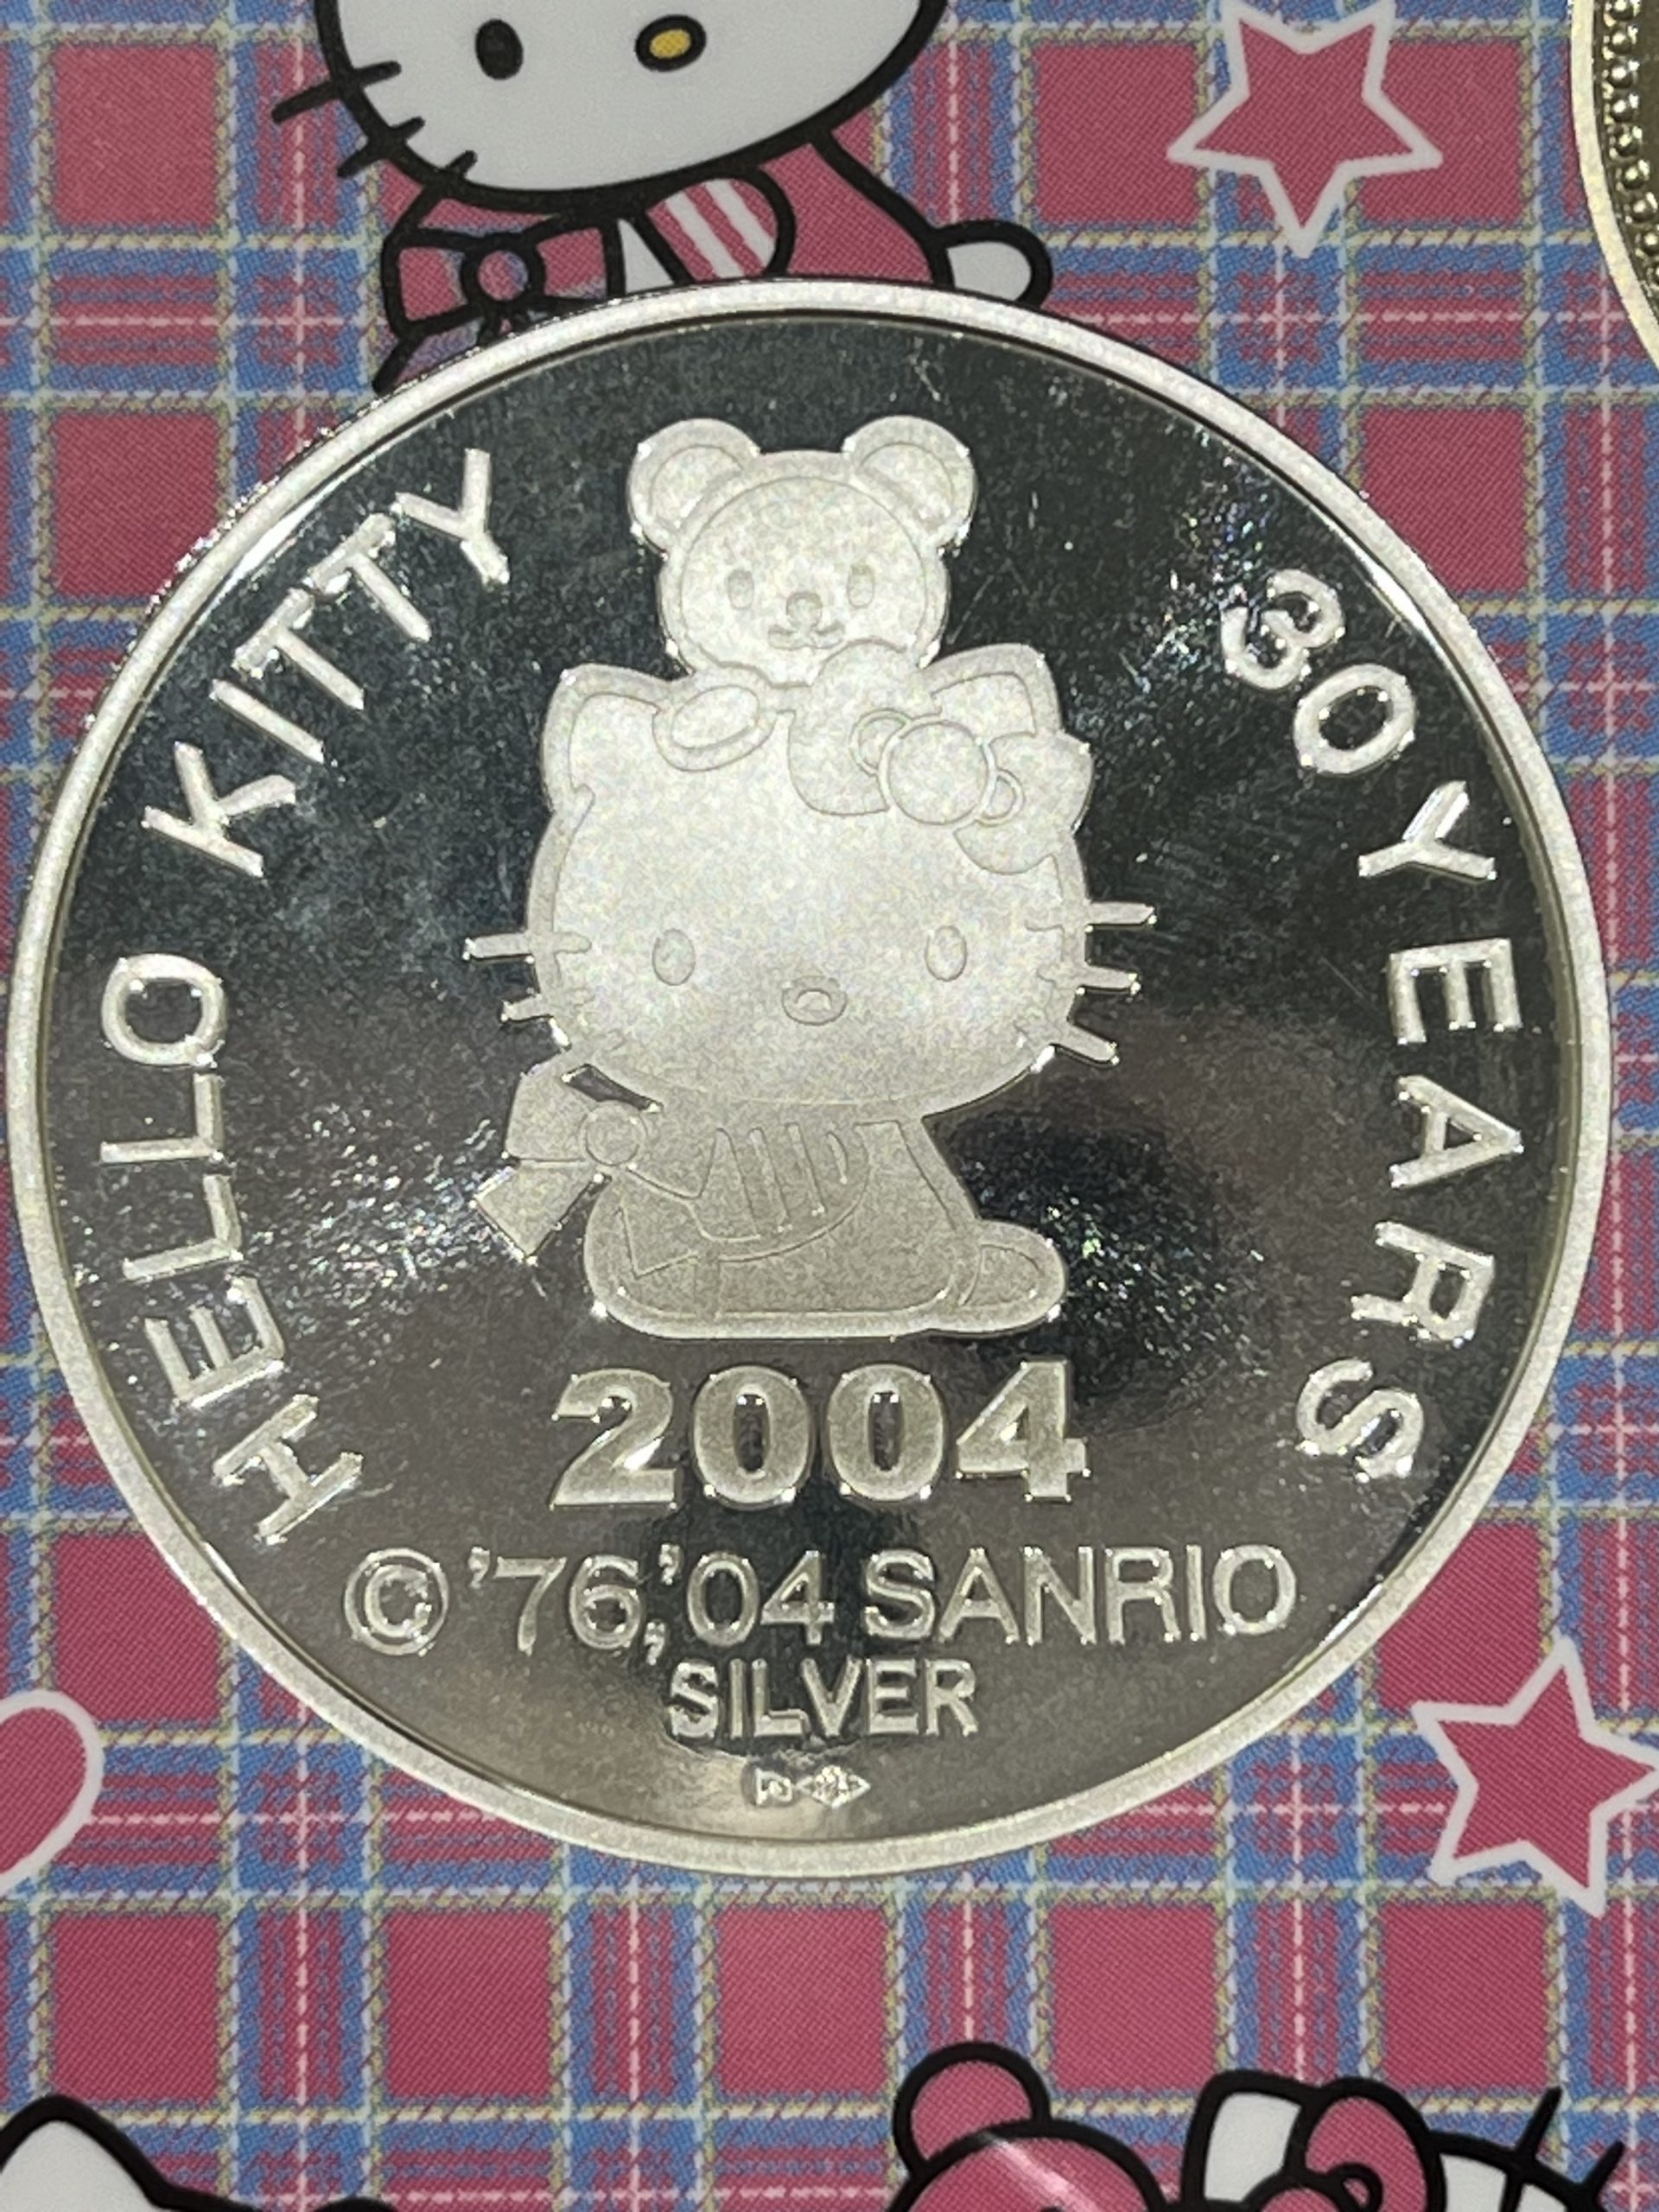 HELLO KITTY
30 YEARS
2004
©'76,'04 SANRIO
SILVER